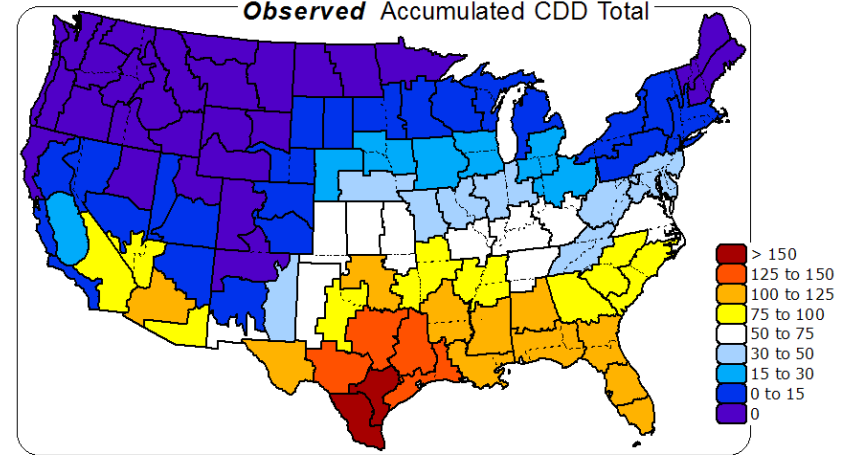 Observed Accumulated CDD Total
> 150
125 to 150
100 to 125
75 to 100
50 to 75
30 to 50
15 to 30
0 to 15
0